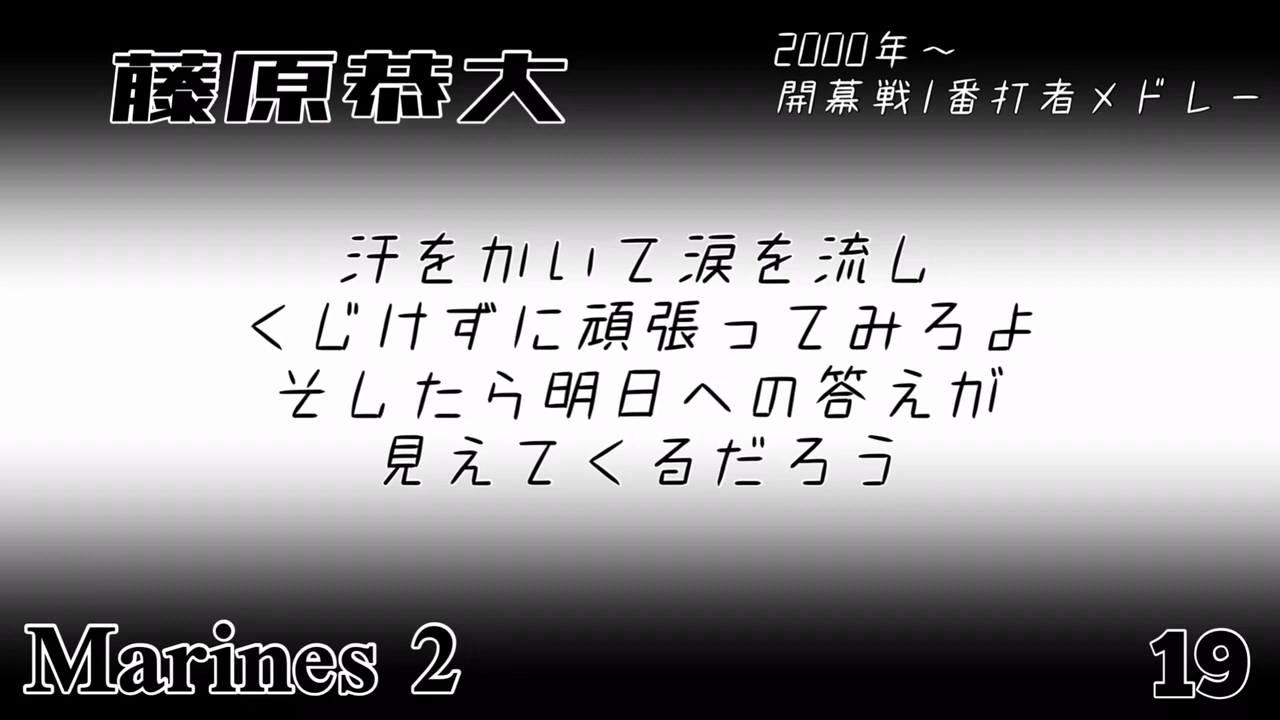 藤原恭大
2000年～
開幕戦1番打者メドレー
汗をかいて涙を流し
くじけずに頑張ってみろよ
そしたら明日への答えが
見えてくるだろう
Marines 2
19